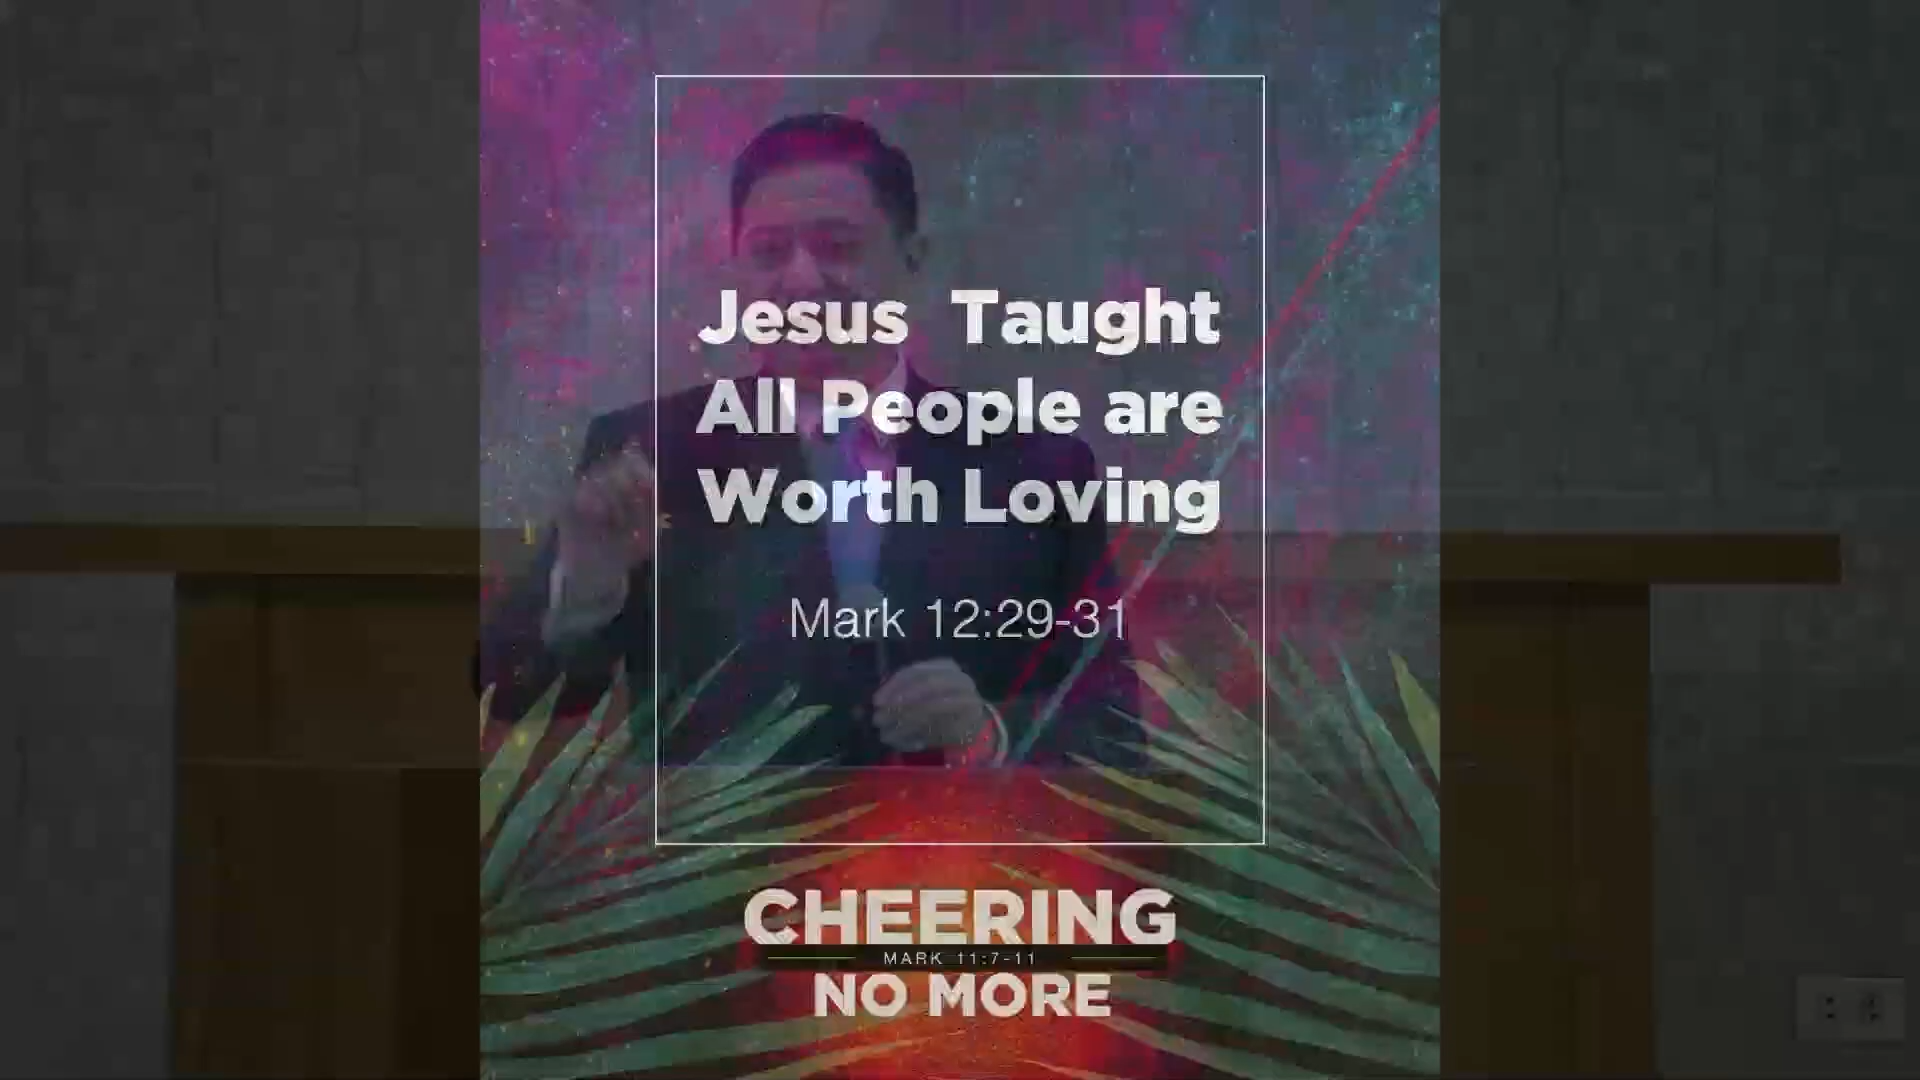 Jesus Taught
All People are
Worth Loving
Mark 12:29-31
CHEERING
MARK 11:7-11
NO MORE